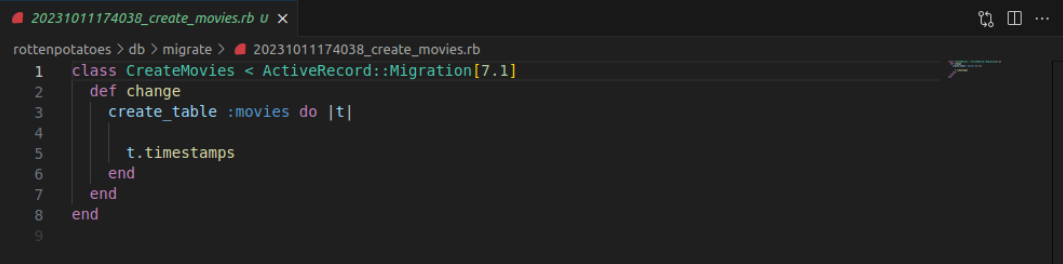 20231011174038_create_movies.rb U ×
rottenpotatoes > db > migrate > 20231011174038_create_movies.rb
1 class CreateMovies < ActiveRecord::Migration[7.1]
2 def change
3 create_table :movies do |t|
4
5 t.timestamps
6 end
7 end
8 end
9